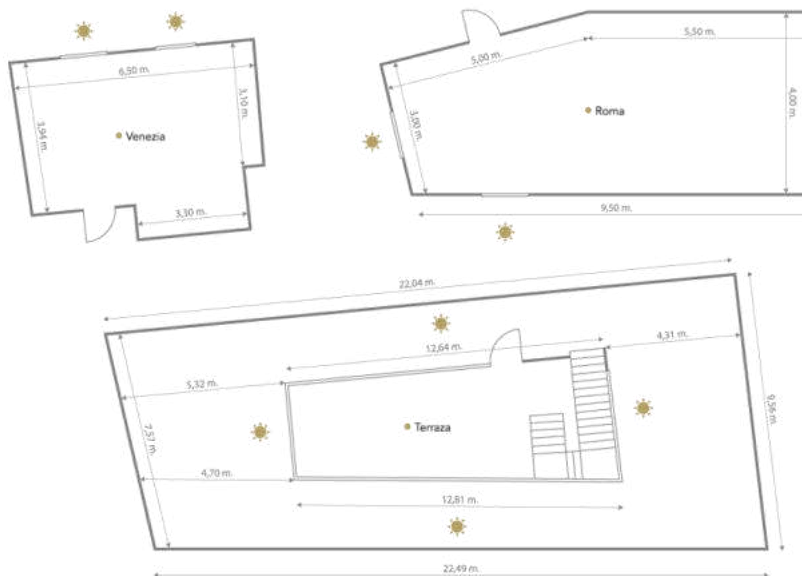 6,50 m.
3,10 m.
3,94 m.
Venezia
3,30 m.
5,50 m.
5,00 m.
3,00 m.
4,00 m.
Roma
9,50 m.
22,04 m.
12,64 m.
4,31 m.
5,32 m.
7,57 m.
9,56 m.
Terraza
4,70 m.
12,81 m.
22,49 m.